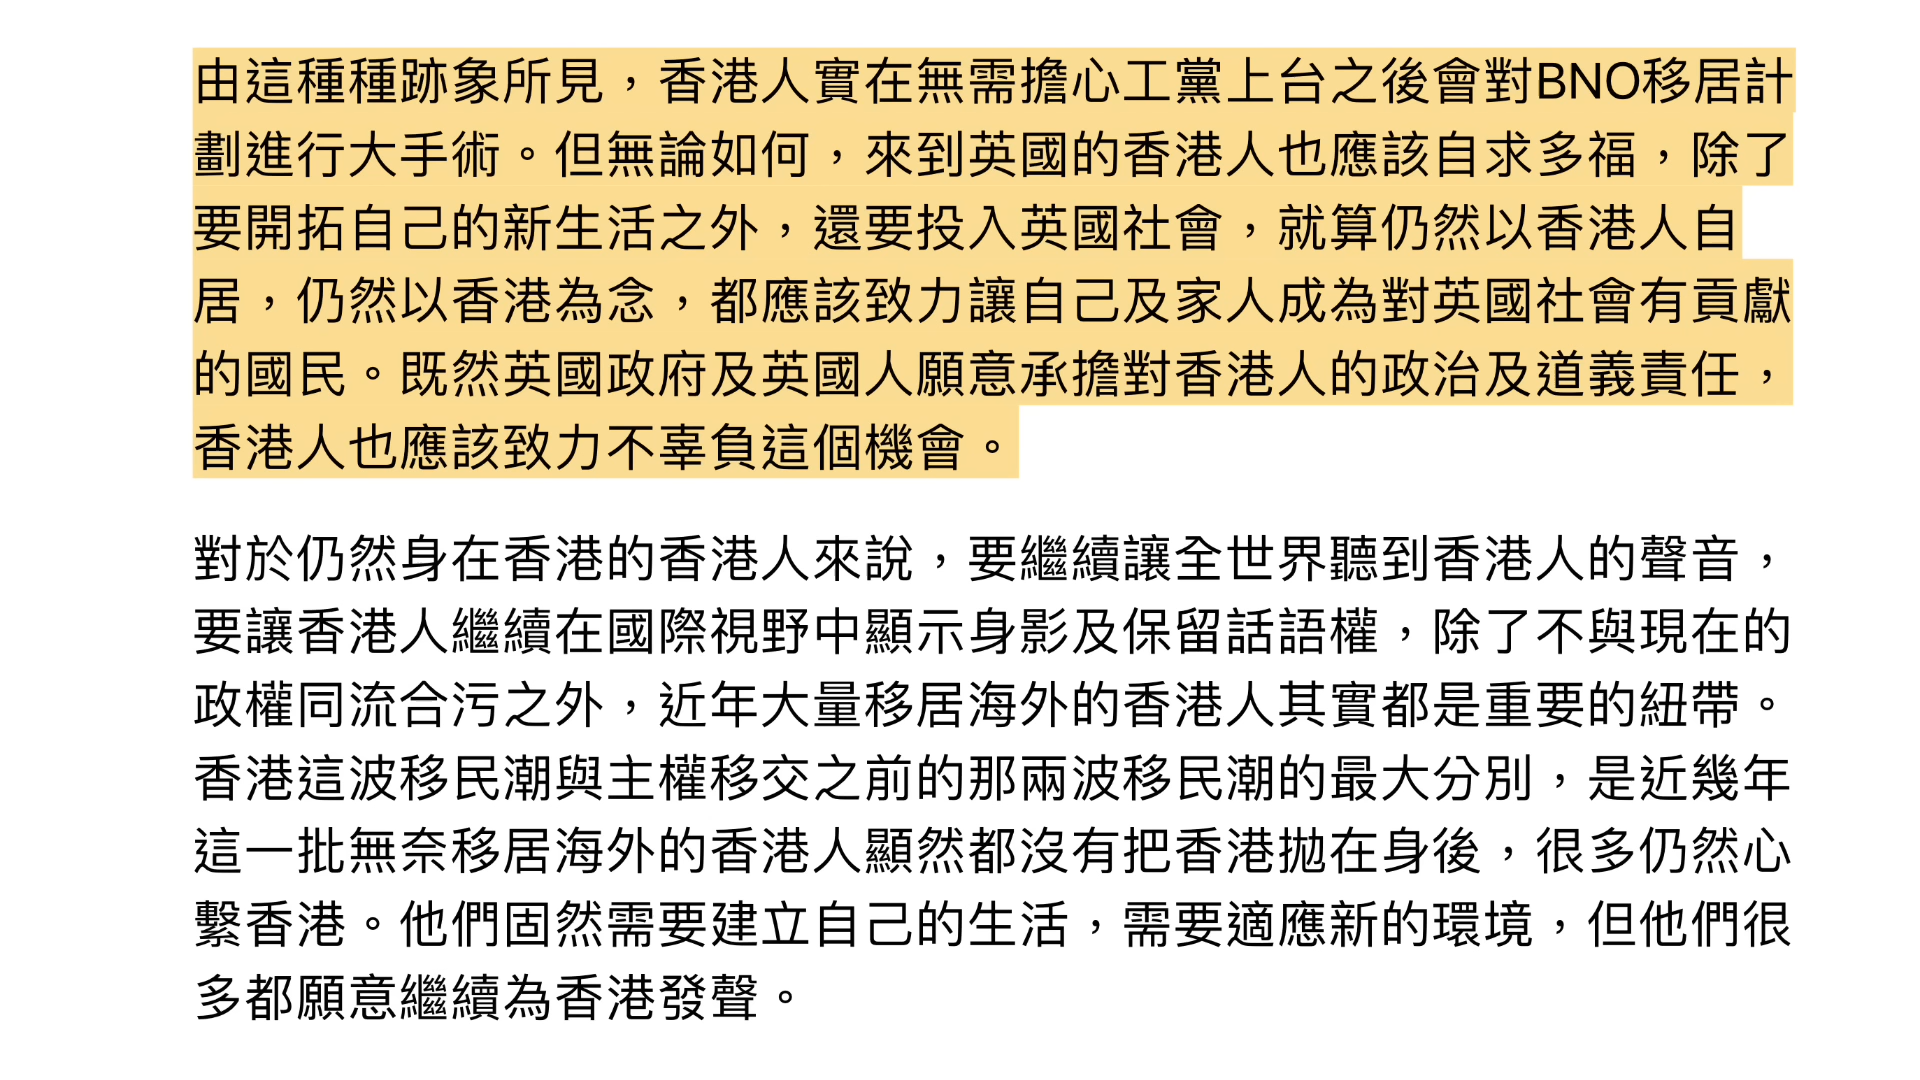 由這種種跡象所見，香港人實在無需擔心工黨上台之後會對BNO移居計
劃進行大手術。但無論如何，來到英國的香港人也應該自求多福，除了
要開拓自己的新生活之外，還要投入英國社會，就算仍然以香港人自
居，仍然以香港為念，都應該致力讓自己及家人成為對英國社會有貢獻
的國民。既然英國政府及英國人願意承擔對香港人的政治及道義責任，
香港人也應該致力不辜負這個機會。
對於仍然身在香港的香港人來說，要繼續讓全世界聽到香港人的聲音，
要讓香港人繼續在國際視野中顯示身影及保留話語權，除了不與現在的
政權同流合污之外，近年大量移居海外的香港人其實都是重要的紐帶。
香港這波移民潮與主權移交之前的那兩波移民潮的最大分別，是近幾年
這一批無奈移居海外的香港人顯然都沒有把香港拋在身後，很多仍然心
繫香港。他們固然需要建立自己的生活，需要適應新的環境，但他們很
多都願意繼續為香港發聲。